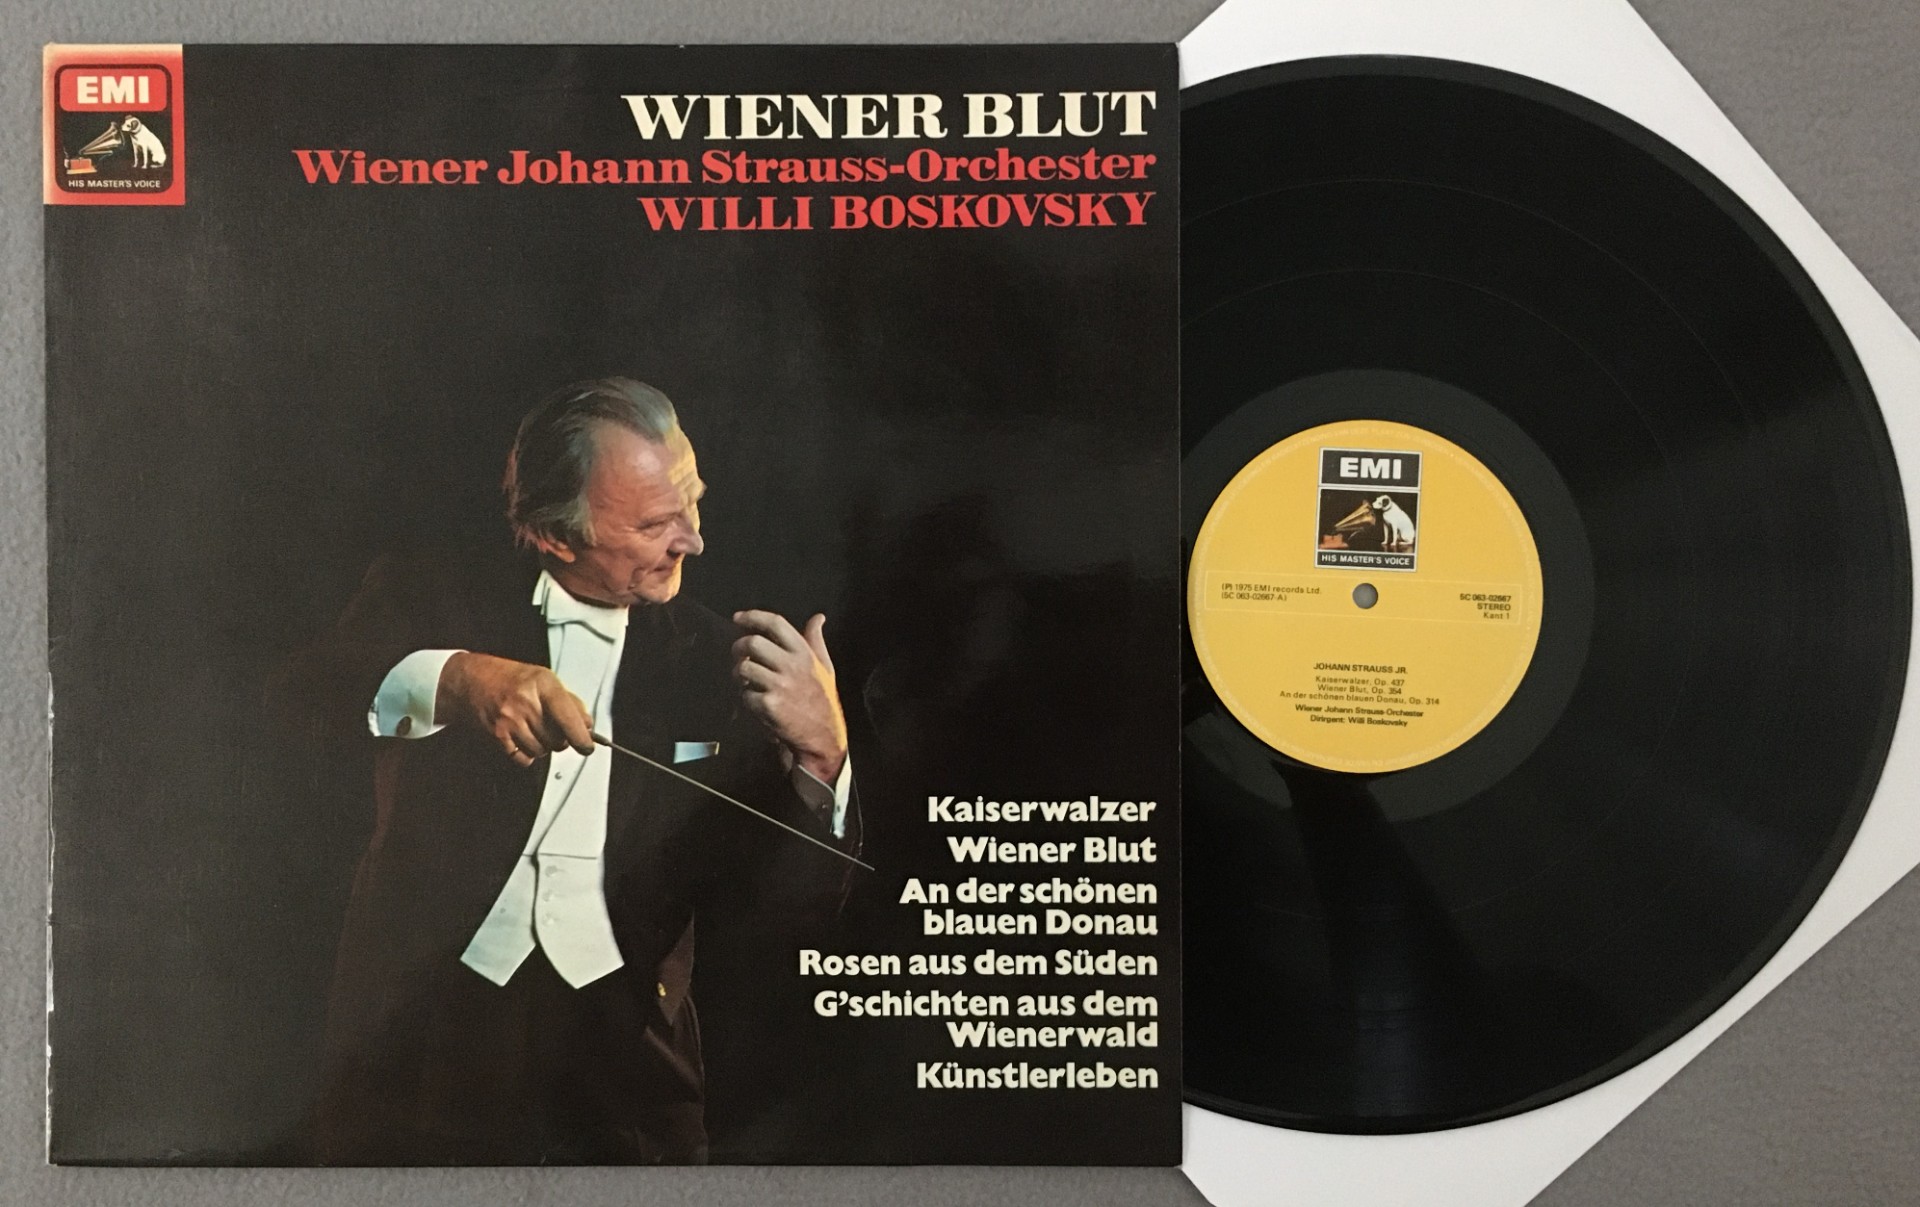 EMI
HIS MASTER'S VOICE
WIENER BLUT
Wiener Johann Strauss-Orchester
WILLI BOSKOVSKY
Kaiserwalzer
Wiener Blut
An der schönen
blauen Donau
Rosen aus dem Süden
G'schichten aus dem
Wienerwald
Künstlerleben
EMI
HIS MASTER'S VOICE
(P) 1975 EMI records Ltd.
(SC 063-02667-A)
SC 063-02667
STEREO
Kant 1
JOHANN STRAUSS JR.
Kaiserwalzer, Op. 437
Wiener Blut, Op. 354
An der schönen blauen Donau, Op. 314
Wiener Johann Strauss-Orchester
Dirigent: Willi Boskovsky